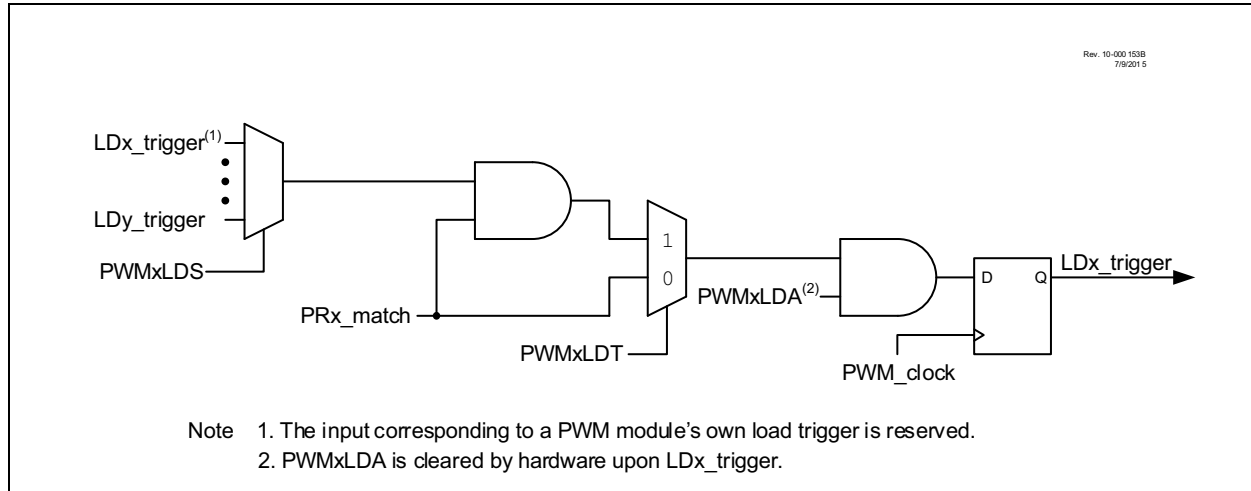 Rev. 10-000 153B
7/9/201 5
LDx_trigger(1)
LDy_trigger
PWMxLDS
PRx_match
1
0
PWMxLDT
PWMxLDA(2)
D Q
LDx_trigger
PWM_clock
Note 1. The input corresponding to a PWM module’s own load trigger is reserved.
2. PWMxLDA is cleared by hardware upon LDx_trigger.